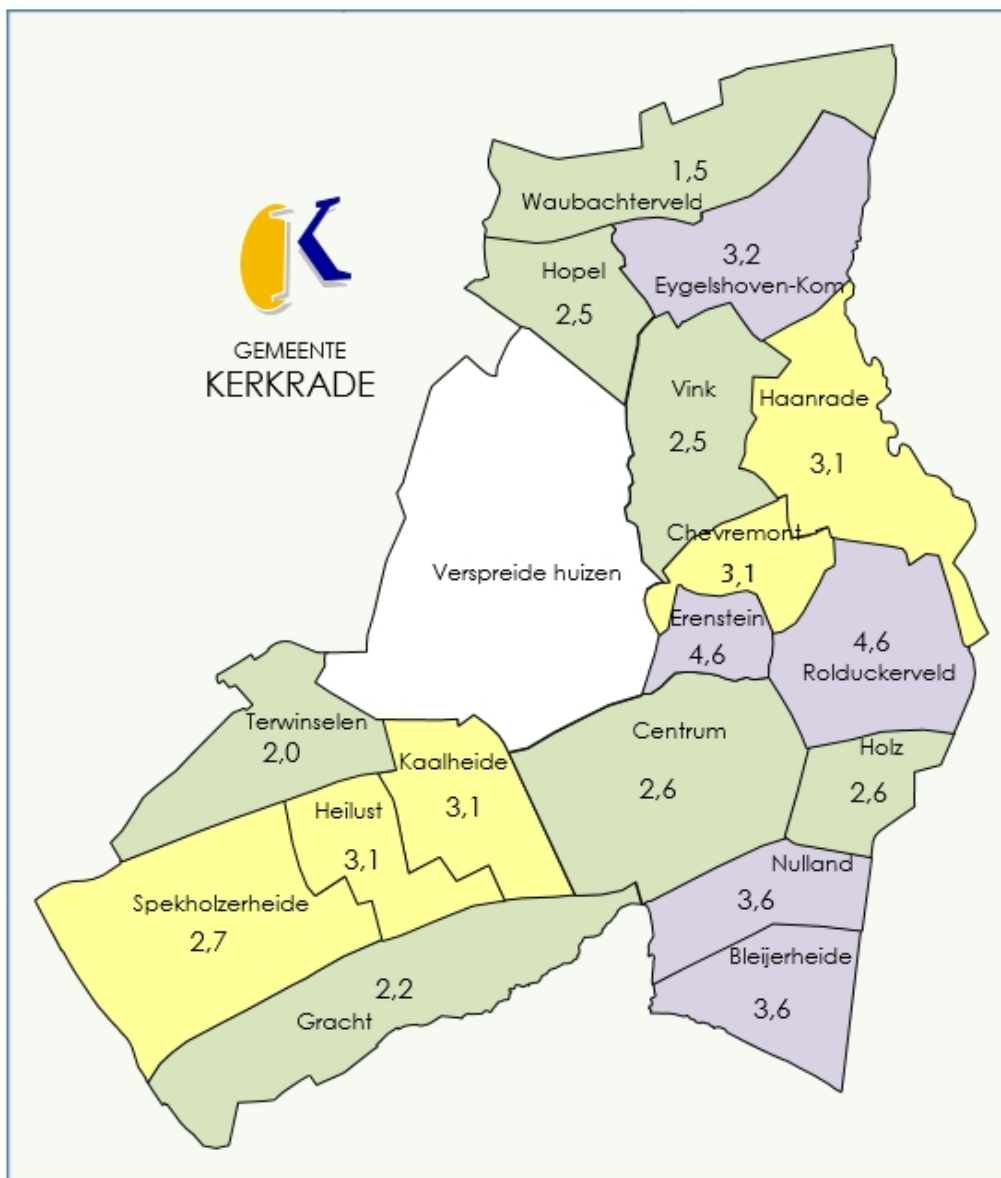 1,5
Waubachterveld
3,2
Eygelshoven-Kom
Hopel
2,5
GEMEENTE
KERKRADE
Vink
2,5
Haanrade
3,1
Chevremont
3,1
Verspreide huizen
Erenstein
4,6
4,6
Rolduckerveld
Terwinselen
2,0
Centrum
2,6
Holz
2,6
Kaalheide
3,1
Heilust
3,1
Nulland
3,6
Spekholzerheide
2,7
Bleijerheide
3,6
2,2
Gracht